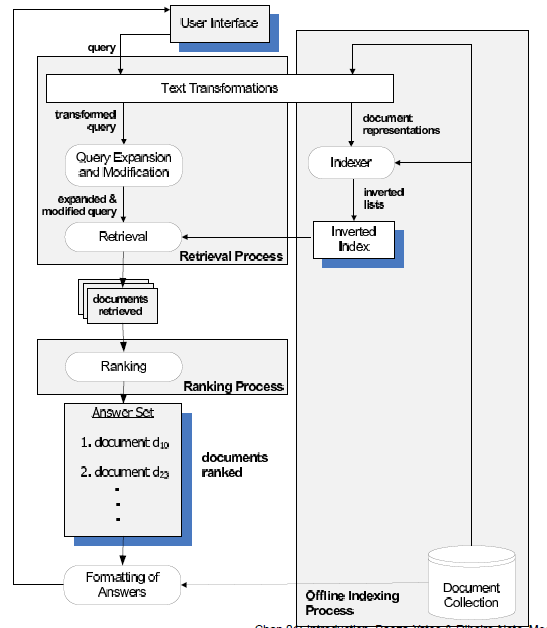 User Interface
query
Text Transformations
transformed
query
document
representations
Query Expansion
and Modification
Indexer
expanded &
modified query
inverted
lists
Retrieval
Inverted
Index
Retrieval Process
documents
retrieved
Ranking
Ranking Process
Answer Set
1. document d10
2. document d23
documents
ranked
Formatting of
Answers
Offline Indexing
Process
Document
Collection